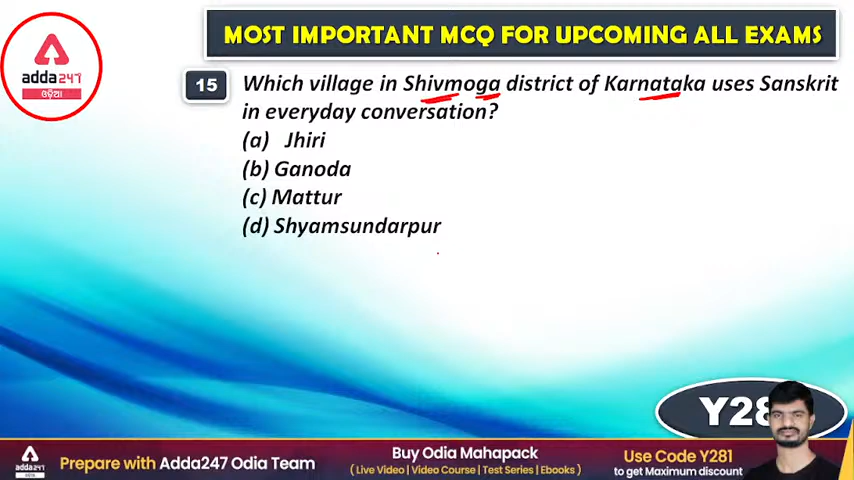 MOST IMPORTANT MCQ FOR UPCOMING ALL EXAMS
adda247
ଓଡ଼ିଆ
15
Which village in Shivmoga district of Karnataka uses Sanskrit
in everyday conversation?
(a) Jhiri
(b) Ganoda
(c) Mattur
(d) Shyamsundarpur
adda247
Prepare with Adda247 Odia Team
Buy Odia Mahapack
( Live Video | Video Course | Test Series | Ebooks )
Use Code Y281
to get Maximum discount